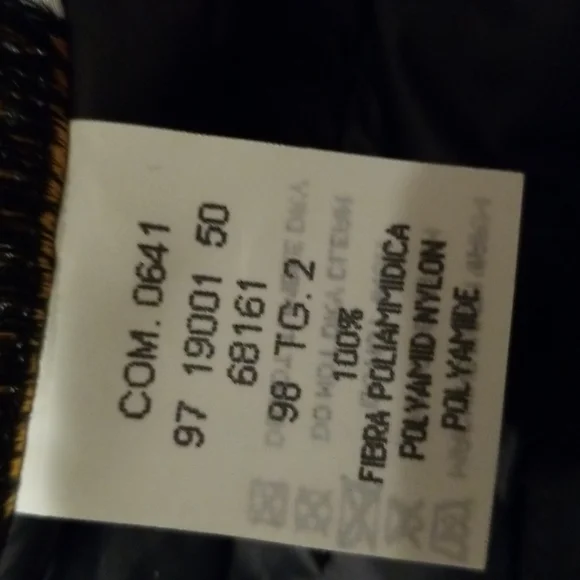 COM. 0641
97 19001 50
68161
98 TG. 2
100%
FIBRA POLIAMMIDICA
POLYAMID NYLON
POLYAMIDE